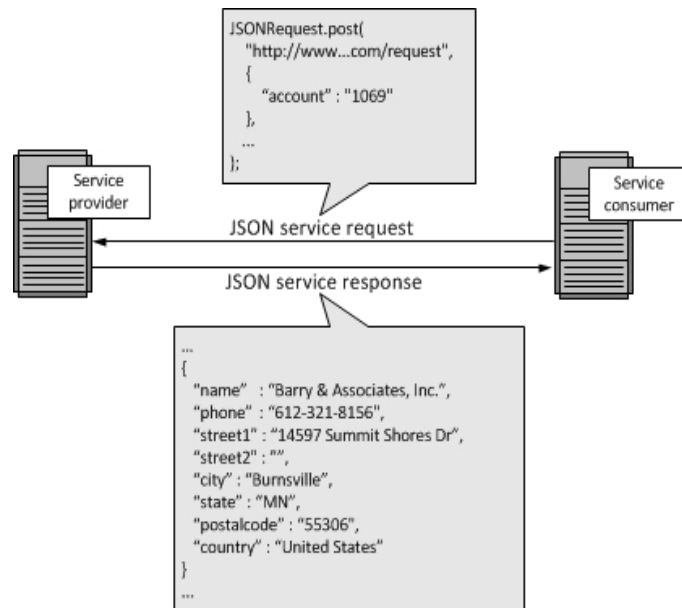 JSONRequest.post(
"http://www...com/request",
{
"account" : "1069"
},
...
};
Service
provider
Service
consumer
JSON service request
JSON service response
...
{
"name" : "Barry & Associates, Inc.",
"phone" : "612-321-8156",
"street1" : "14597 Summit Shores Dr",
"street2" : "",
"city" : "Burnsville",
"state" : "MN",
"postalcode" : "55306",
"country" : "United States"
}
...